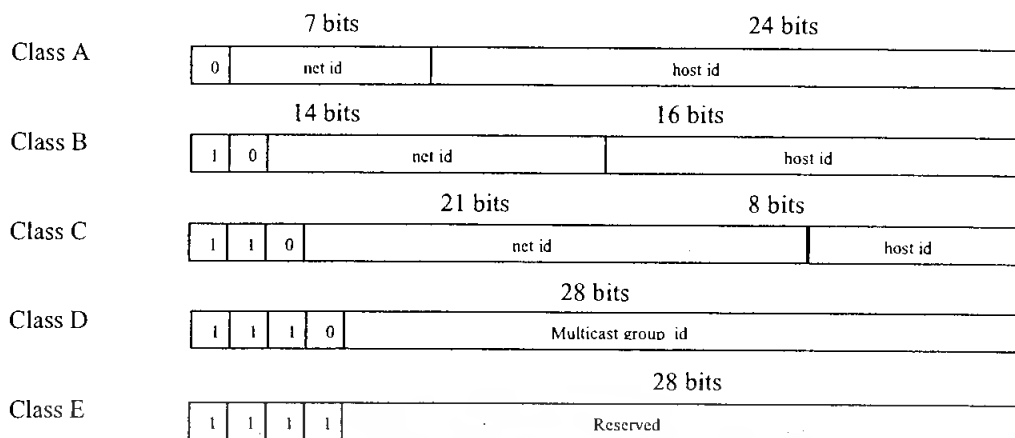 7 bits 24 bits
Class A 0 net id host id
14 bits 16 bits
Class B 1 0 net id host id
21 bits 8 bits
Class C 1 1 0 net id host id
28 bits
Class D 1 1 1 0 Multicast group id
28 bits
Class E 1 1 1 1 Reserved